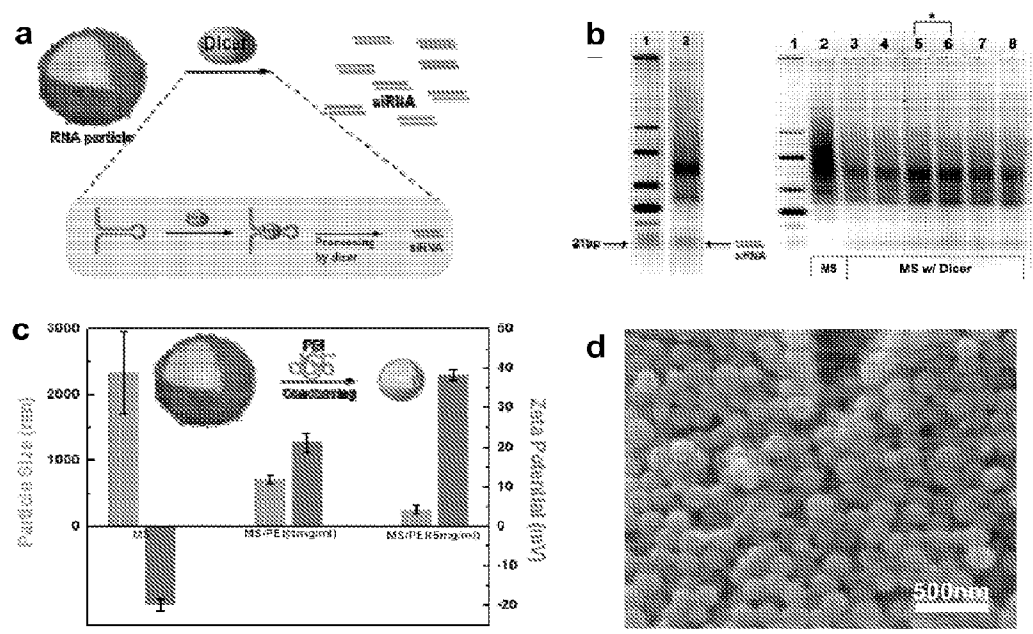 a
Dicer
siRNA
RNA particle
Processing
by dicer
siRNA
b
*
1 2
1 2 3 4 5 6 7 8
21bp
siRNA
MS
MS w/ Dicer
c
3000
2000
1000
0
Particle Size (nm)
PEI
Condensing
MS
MS/PEI(1mg/ml)
MS/PEI(5mg/ml)
50
40
30
20
10
0
-10
-20
Zeta Potential (mV)
d
500nm